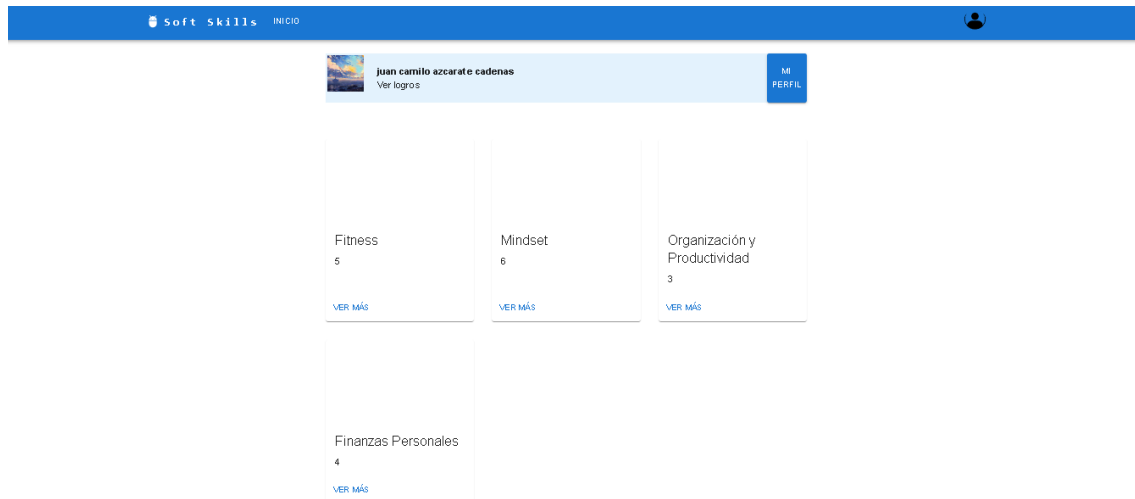 Soft Skills INICIO
juan camilo azcarate cadenas
Ver logros
MI
PERFIL
Fitness
5
VER MÁS
Mindset
6
VER MÁS
Organización y
Productividad
3
VER MÁS
Finanzas Personales
4
VER MÁS